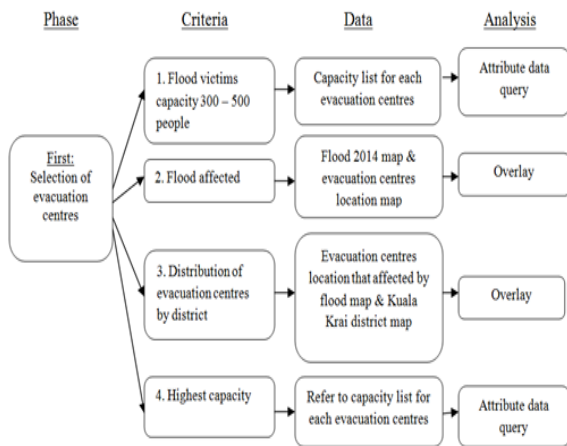 Phase Criteria Data Analysis
1. Flood victims
capacity 300 – 500
people
Capacity list for each
evacuation centres
Attribute data
query
First:
Selection of
evacuation
centres
2. Flood affected
Flood 2014 map &
evacuation centres
location map
Overlay
3. Distribution of
evacuation centres
by district
Evacuation centres
location that affected by
flood map & Kuala
Krai district map
Overlay
4. Highest capacity
Refer to capacity list for
each evacuation centres
Attribute data
query